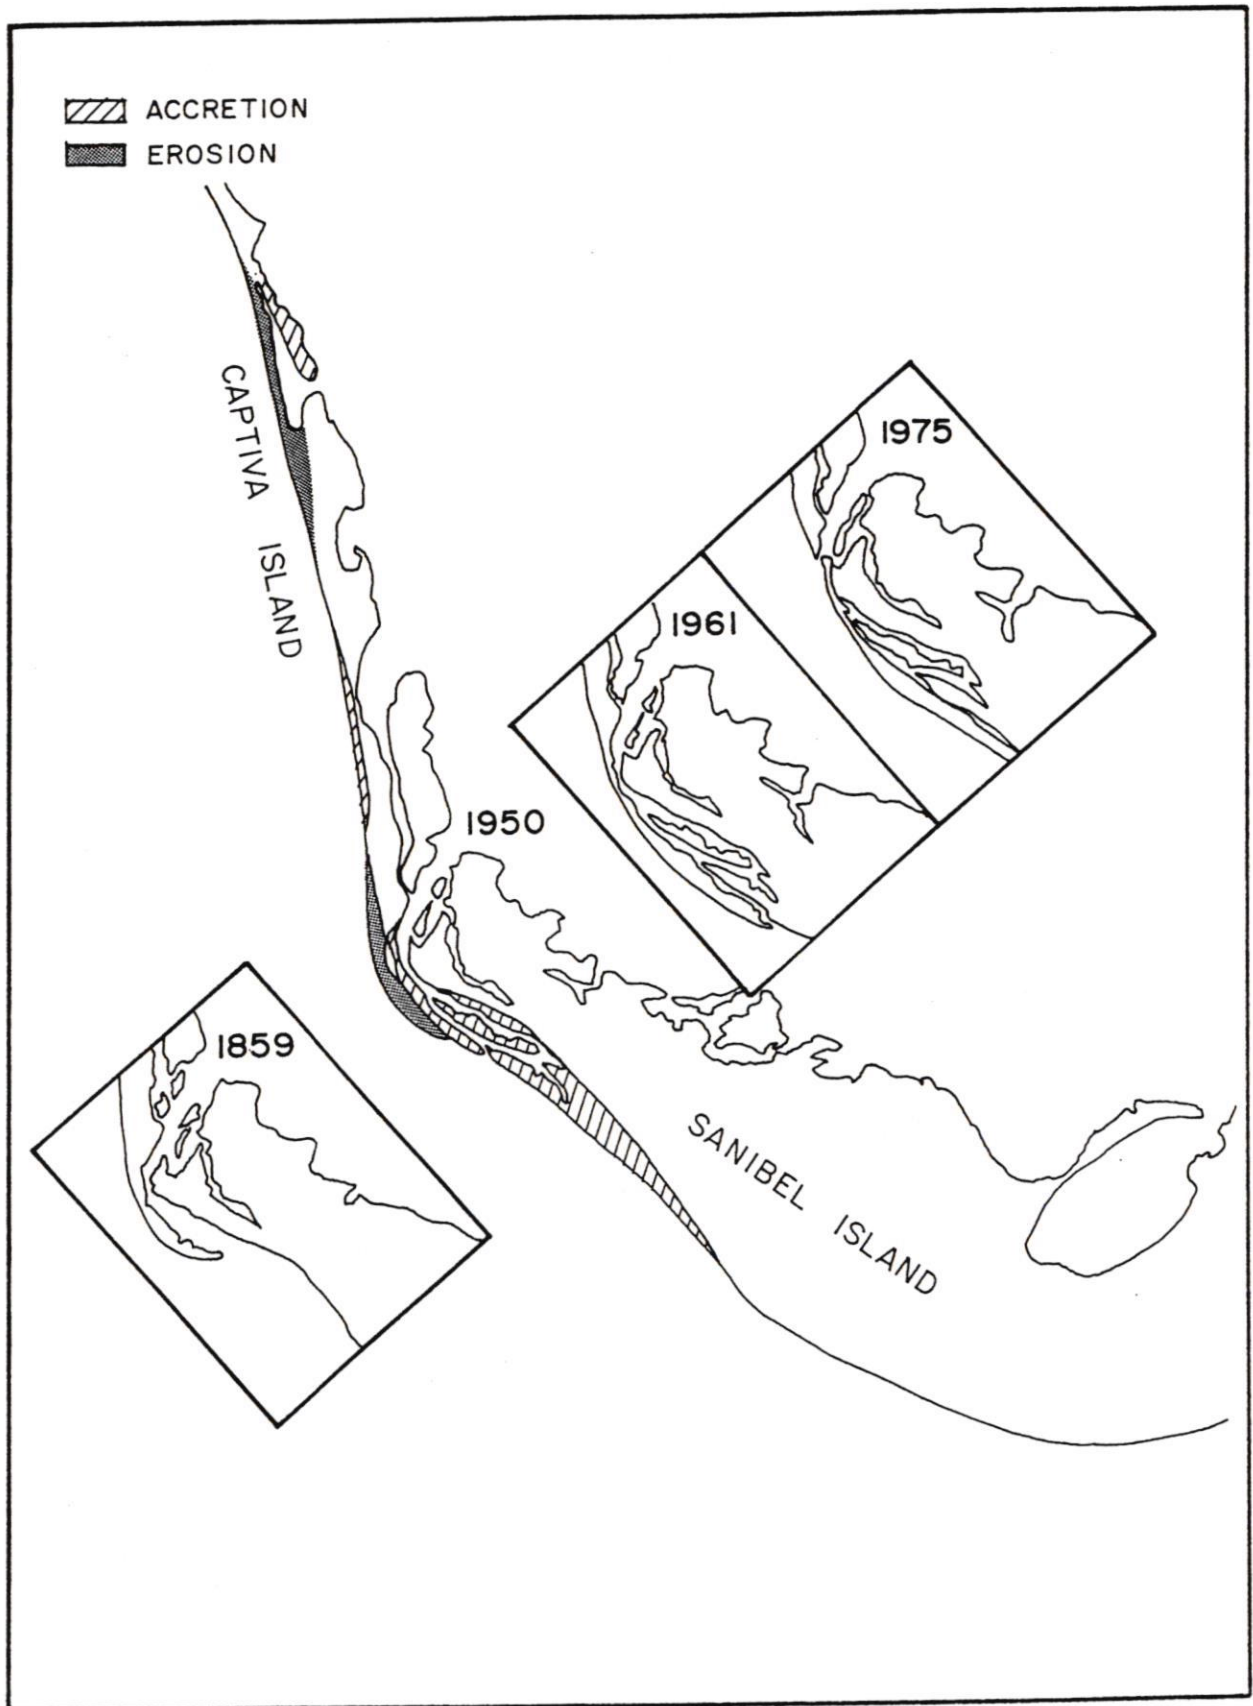 ACCRETION
EROSION
CAPTIVA ISLAND
1975
1961
1950
1859
SANIBEL ISLAND